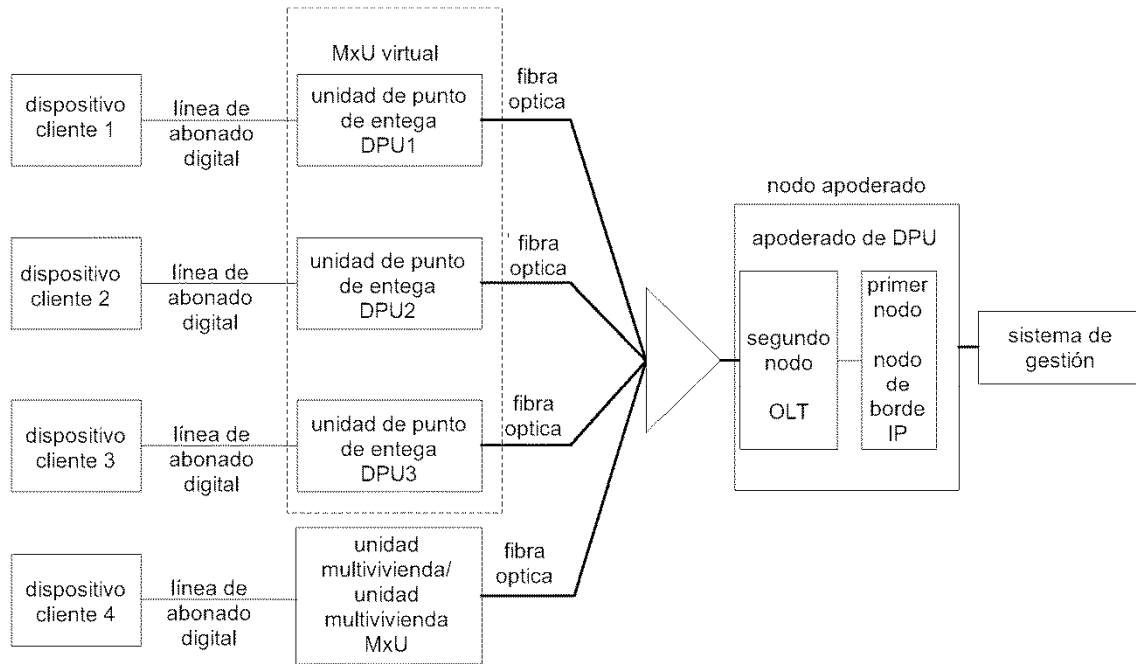 MxU virtual
dispositivo
cliente 1
línea de
abonado
digital
unidad de punto
de entega
DPU1
fibra
optica
dispositivo
cliente 2
línea de
abonado
digital
unidad de punto
de entega
DPU2
fibra
optica
dispositivo
cliente 3
línea de
abonado
digital
unidad de punto
de entega
DPU3
fibra
optica
dispositivo
cliente 4
línea de
abonado
digital
unidad
multivivienda/
unidad
multivivienda
MxU
fibra
optica
nodo apoderado
apoderado de DPU
segundo
nodo
OLT
primer
nodo
nodo
de
borde
IP
sistema de
gestión